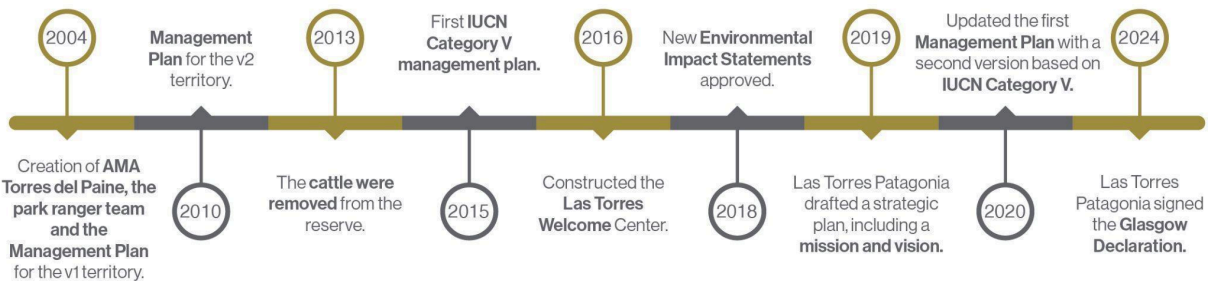 2004
Creation of AMA
Torres del Paine, the
park ranger team
and the
Management Plan
for the v1 territory.
Management
Plan for the v2
territory.
2010
2013
The cattle were
removed from the
reserve.
First IUCN
Category V
management plan.
2015
2016
Constructed the
Las Torres
Welcome Center.
New Environmental
Impact Statements
approved.
2018
2019
Las Torres Patagonia
drafted a strategic
plan, including a
mission and vision.
Updated the first
Management Plan with a
second version based on
IUCN Category V.
2020
2024
Las Torres
Patagonia signed
the Glasgow
Declaration.